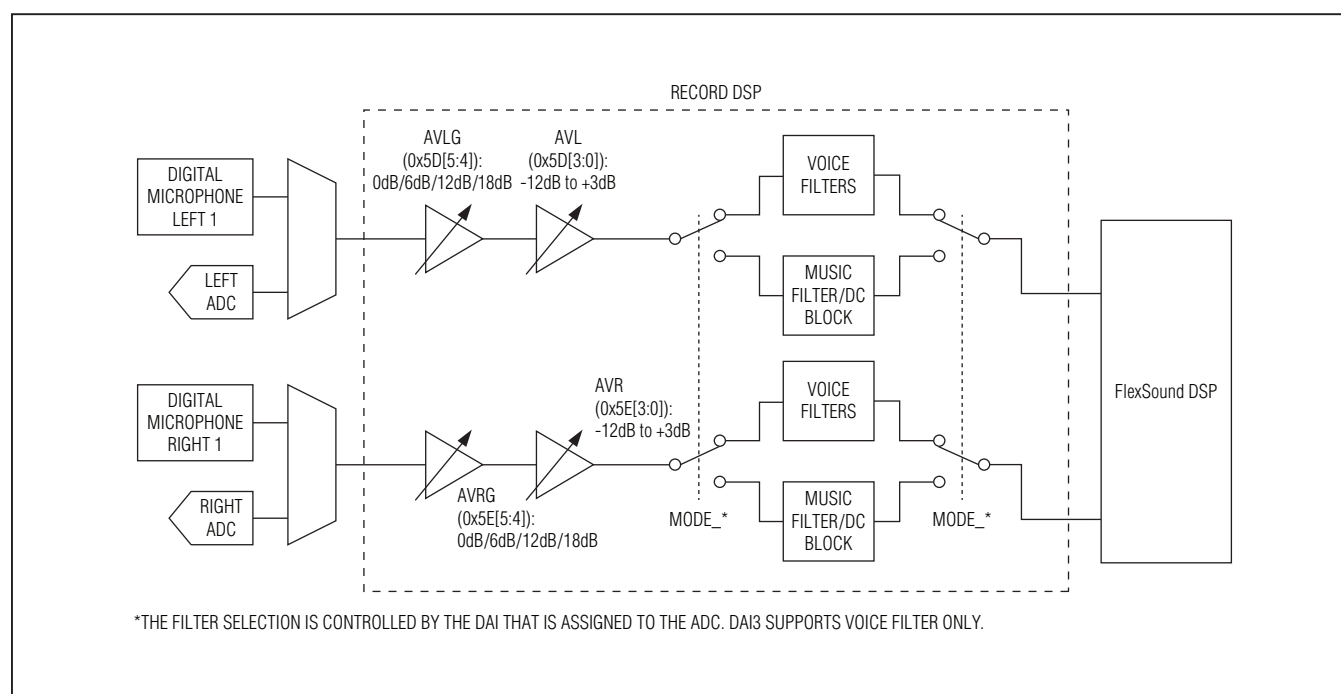 RECORD DSP
AVLG
(0x5D[5:4]):
0dB/6dB/12dB/18dB
AVL
(0x5D[3:0]):
-12dB to +3dB
DIGITAL
MICROPHONE
LEFT 1
LEFT
ADC
VOICE
FILTERS
MUSIC
FILTER/DC
BLOCK
DIGITAL
MICROPHONE
RIGHT 1
RIGHT
ADC
AVR
(0x5E[3:0]):
-12dB to +3dB
AVRG
(0x5E[5:4]):
0dB/6dB/12dB/18dB
VOICE
FILTERS
MUSIC
FILTER/DC
BLOCK
MODE_*
MODE_*
FlexSound DSP
*THE FILTER SELECTION IS CONTROLLED BY THE DAI THAT IS ASSIGNED TO THE ADC. DAI3 SUPPORTS VOICE FILTER ONLY.